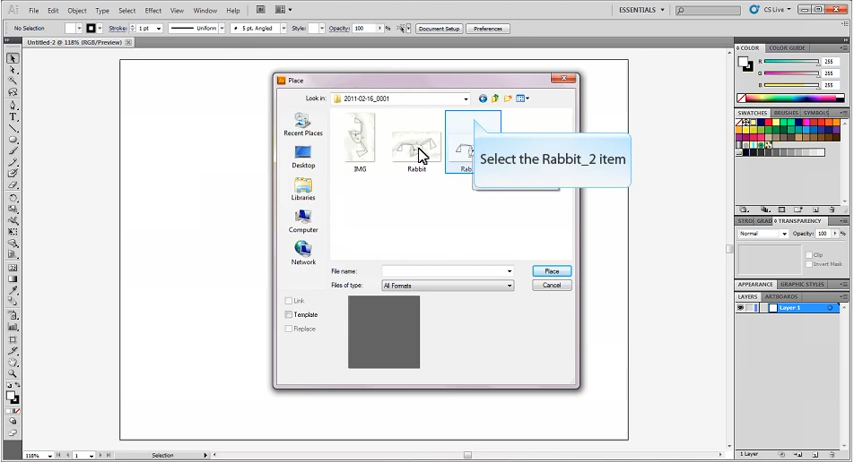 Ai File Edit Object Type Select Effect View Window Help ESSENTIALS CS Live
No Selection Stroke: 1 pt Uniform 5 pt. Angled Style: Opacity: 100 % Document Setup Preferences
Untitled-2 @ 118% (RGB/Preview)
COLOR COLOR GUIDE
R 255
G 255
B 255
SWATCHES BRUSHES SYMBOLS
STRO GRAD TRANSPARENCY
Normal Opacity: 100 %
Clip
Invert Mask
APPEARANCE GRAPHIC STYLES
LAYERS ARTBOARDS
Layer 1
Place
Look in: 2011-02-16_0001
Recent Places
Desktop
Libraries
Computer
Network
IMG Rabbit
Select the Rabbit_2 item
File name: Place
Files of type: All Formats Cancel
Link
Template
Replace
118% 1 Selection
1 Layer